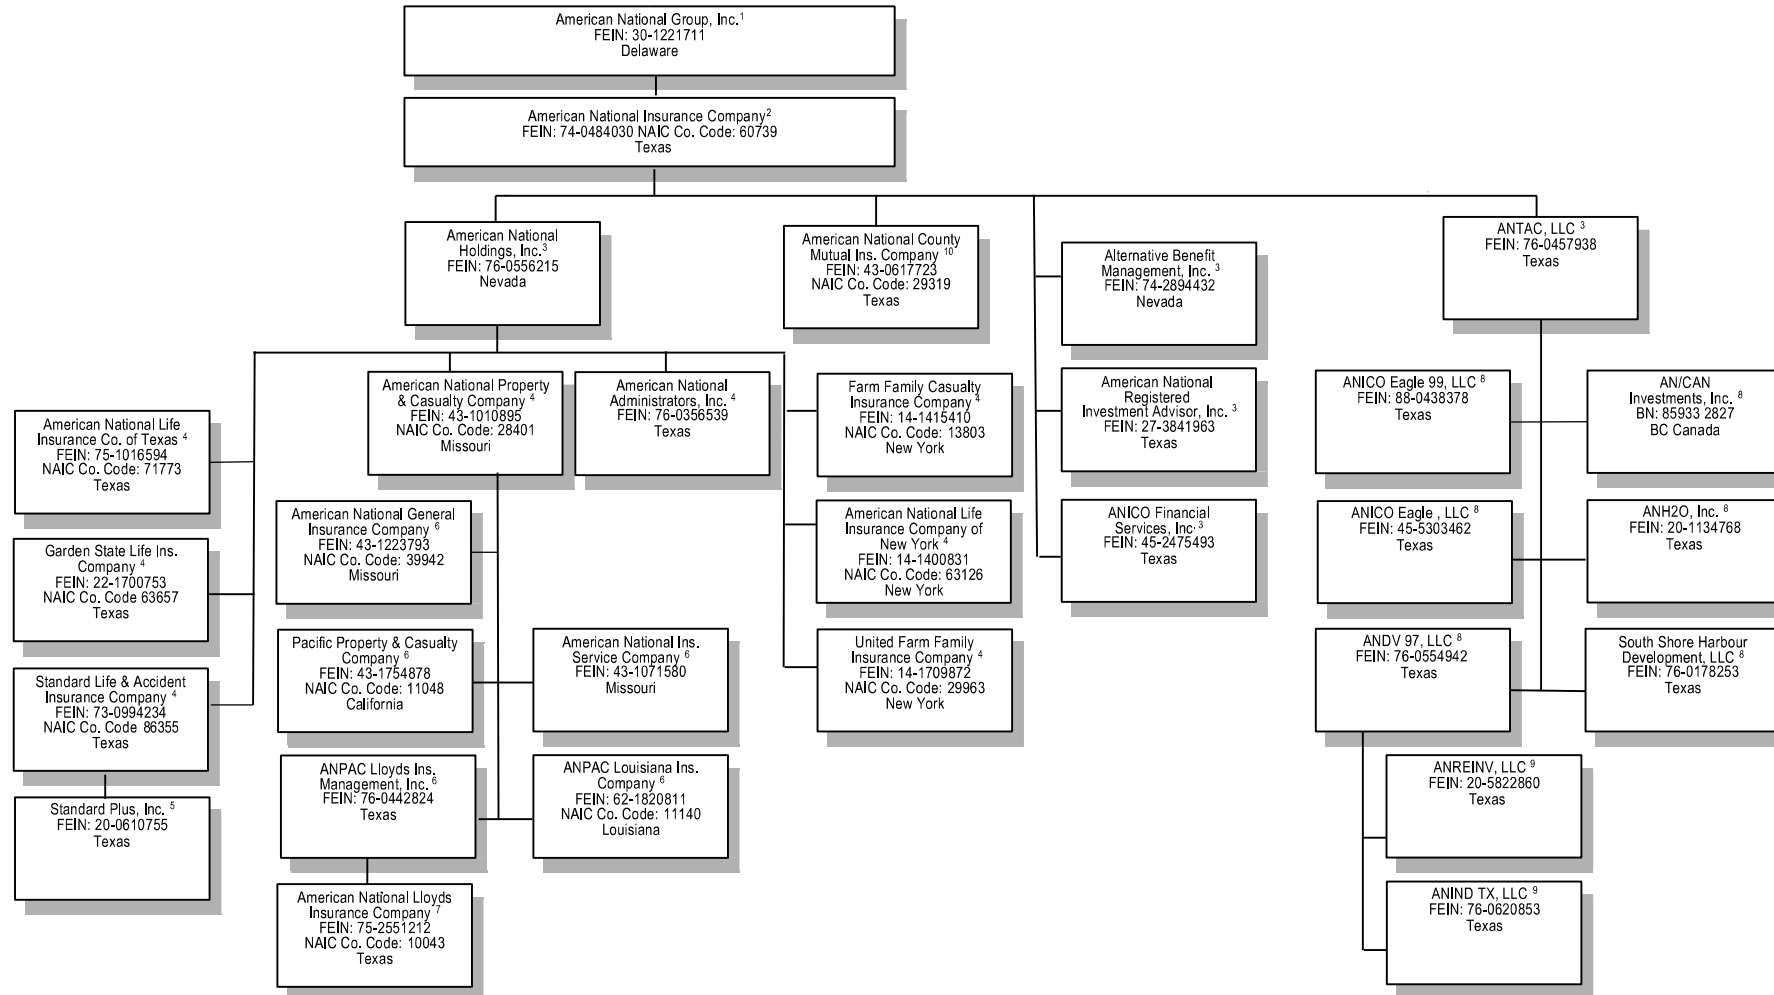 American National Group, Inc.¹
FEIN: 30-1221711
Delaware
American National Insurance Company²
FEIN: 74-0484030 NAIC Co. Code: 60739
Texas
American National
Holdings, Inc.³
FEIN: 76-0556215
Nevada
American National County
Mutual Ins. Company ¹⁰
FEIN: 43-0617723
NAIC Co. Code: 29319
Texas
Alternative Benefit
Management, Inc. ³
FEIN: 74-2894432
Nevada
ANTAC, LLC ³
FEIN: 76-0457938
Texas
American National Life
Insurance Co. of Texas ⁴
FEIN: 75-1016594
NAIC Co. Code: 71773
Texas
American National Property
& Casualty Company ⁴
FEIN: 43-1010895
NAIC Co. Code: 28401
Missouri
American National
Administrators, Inc. ⁴
FEIN: 76-0356539
Texas
Farm Family Casualty
Insurance Company ⁴
FEIN: 14-1415410
NAIC Co. Code: 13803
New York
American National
Registered
Investment Advisor, Inc. ³
FEIN: 27-3841963
Texas
ANICO Eagle 99, LLC ⁸
FEIN: 88-0438378
Texas
AN/CAN
Investments, Inc. ⁸
BN: 85933 2827
BC Canada
Garden State Life Ins.
Company ⁴
FEIN: 22-1700753
NAIC Co. Code 63657
Texas
American National General
Insurance Company ⁶
FEIN: 43-1223793
NAIC Co. Code: 39942
Missouri
American National Life
Insurance Company of
New York ⁴
FEIN: 14-1400831
NAIC Co. Code: 63126
New York
ANICO Financial
Services, Inc. ³
FEIN: 45-2475493
Texas
ANICO Eagle , LLC ⁸
FEIN: 45-5303462
Texas
ANH2O, Inc. ⁸
FEIN: 20-1134768
Texas
Standard Life & Accident
Insurance Company ⁴
FEIN: 73-0994234
NAIC Co. Code 86355
Texas
Pacific Property & Casualty
Company ⁶
FEIN: 43-1754878
NAIC Co. Code: 11048
California
American National Ins.
Service Company ⁶
FEIN: 43-1071580
Missouri
United Farm Family
Insurance Company ⁴
FEIN: 14-1709872
NAIC Co. Code: 29963
New York
ANDV 97, LLC ⁸
FEIN: 76-0554942
Texas
South Shore Harbour
Development, LLC ⁸
FEIN: 76-0178253
Texas
Standard Plus, Inc. ⁵
FEIN: 20-0610755
Texas
ANPAC Lloyds Ins.
Management, Inc. ⁶
FEIN: 76-0442824
Texas
ANPAC Louisiana Ins.
Company ⁶
FEIN: 62-1820811
NAIC Co. Code: 11140
Louisiana
ANREINV, LLC ⁹
FEIN: 20-5822860
Texas
American National Lloyds
Insurance Company ⁷
FEIN: 75-2551212
NAIC Co. Code: 10043
Texas
ANIND TX, LLC ⁹
FEIN: 76-0620853
Texas